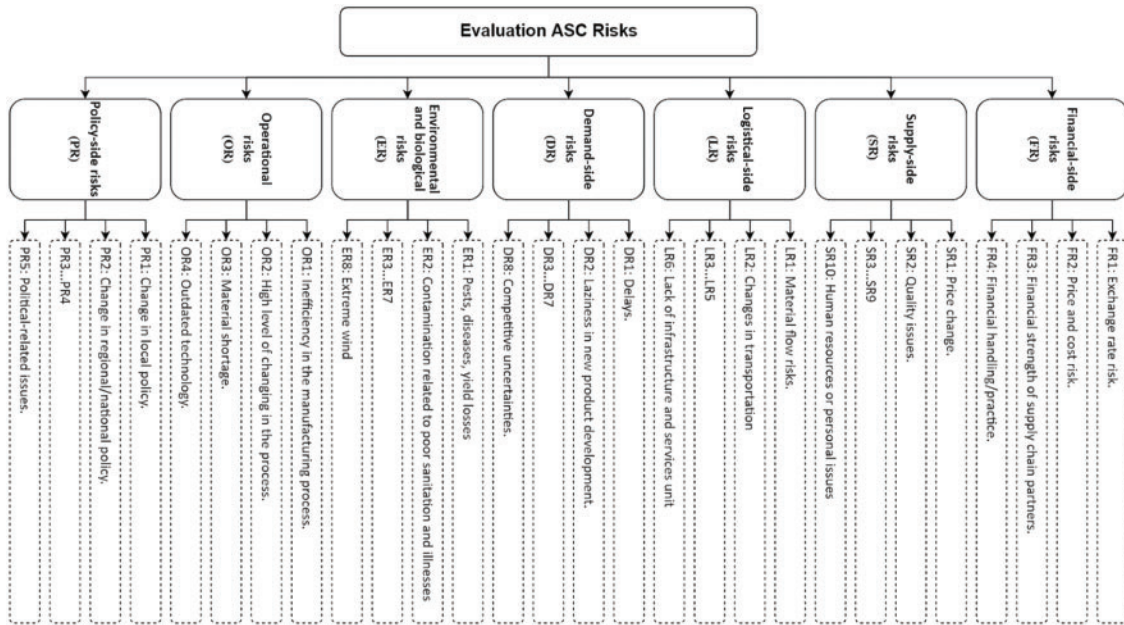 Evaluation ASC Risks
Policy-side risks
(PR)
Operational
risks
(OR)
Environmental
and biological
risks
(ER)
Demand-side
risks
(DR)
Logistical-side
risks
(LR)
Supply-side
risks
(SR)
Financial-side
risks
(FR)
PR5: Political-related issues.
PR3...PR4
PR2: Change in regional/national policy.
PR1: Change in local policy.
OR4: Outdated technology.
OR3: Material shortage.
OR2: High level of changing in the process.
OR1: Inefficiency in the manufacturing process.
ER8: Extreme wind
ER3...ER7
ER2: Contamination related to poor sanitation and illnesses
ER1: Pests, diseases, yield losses
DR8: Competitive uncertainties.
DR3...DR7
DR2: Laziness in new product development.
DR1: Delays.
LR6: Lack of infrastructure and services unit
LR3...LR5
LR2: Changes in transportation
LR1: Material flow risks.
SR10: Human resources or personal issues
SR3...SR9
SR2: Quality issues.
SR1: Price change.
FR4: Financial handling/practice.
FR3: Financial strength of supply chain partners.
FR2: Price and cost risk.
FR1: Exchange rate risk.